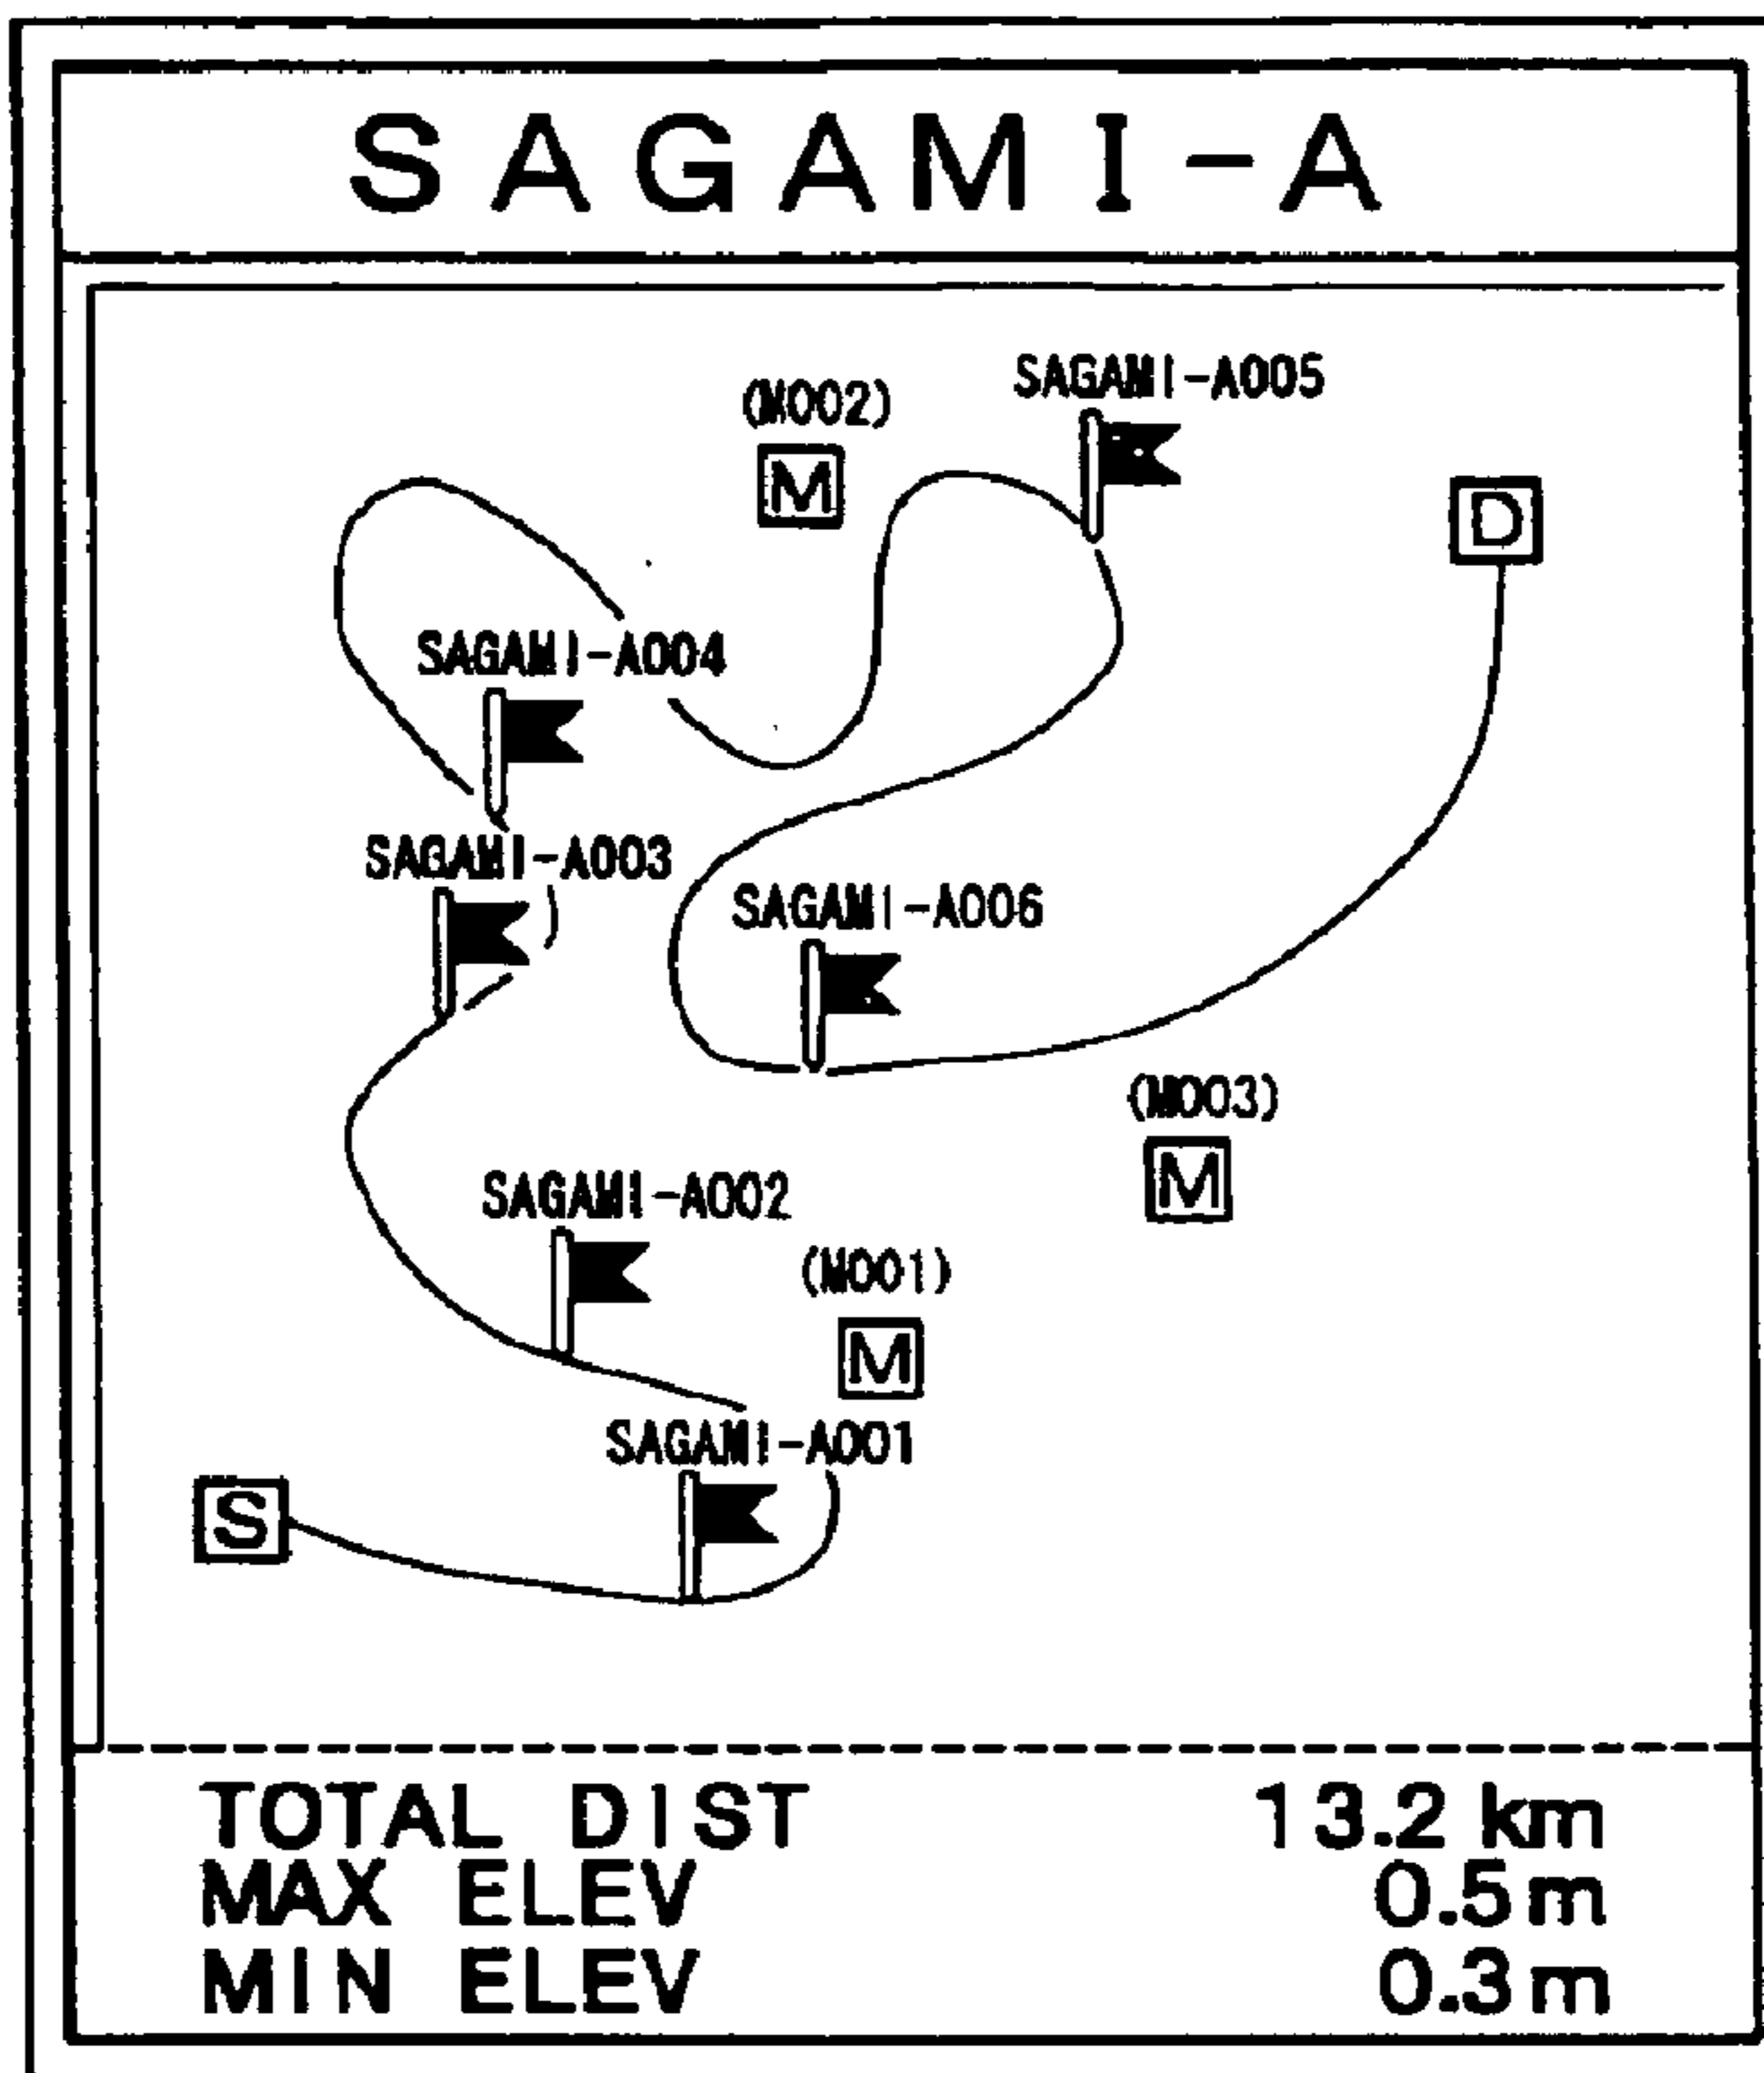 SAGAMI-A
SAGAMI-A005
(M002)
M
D
SAGAMI-A004
SAGAMI-A003
SAGAMI-A006
(M003)
M
SAGAMI-A002
(M001)
M
SAGAMI-A001
S
TOTAL DIST 13.2 km
MAX ELEV 0.5 m
MIN ELEV 0.3 m